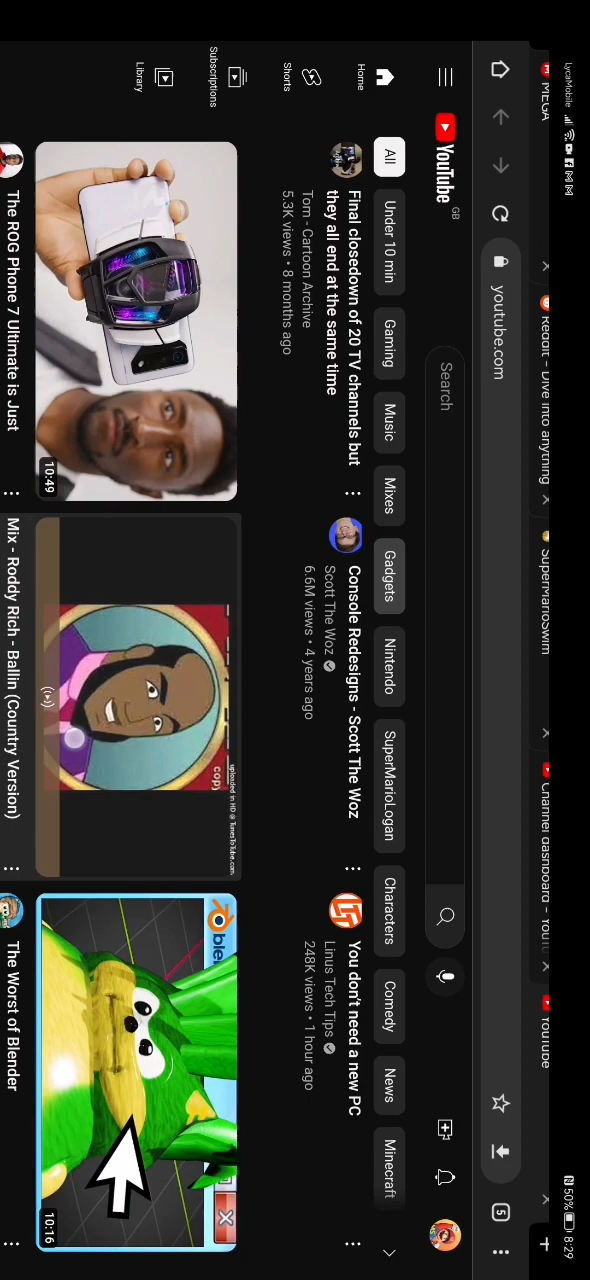 LycaMobile
50% 8:29
MEGA
Reddit - Dive into anything
SuperMarioSwim
Channel dashboard - YouTu
YouTube
youtube.com
5
YouTube GB
Search
All
Under 10 min
Gaming
Music
Mixes
Gadgets
Nintendo
SuperMarioLogan
Characters
Comedy
News
Minecraft
Home
Shorts
Subscriptions
Library
Final closedown of 20 TV channels but
they all end at the same time
Tom - Cartoon Archive
5.3K views • 8 months ago
Console Redesigns - Scott The Woz
Scott The Woz
6.6M views • 4 years ago
You don't need a new PC
Linus Tech Tips
248K views • 1 hour ago
10:49
uploaded in HD @ TunesToTube.com
copy
blen
10:16
The ROG Phone 7 Ultimate is Just
Mix - Roddy Rich - Ballin (Country Version)
The Worst of Blender